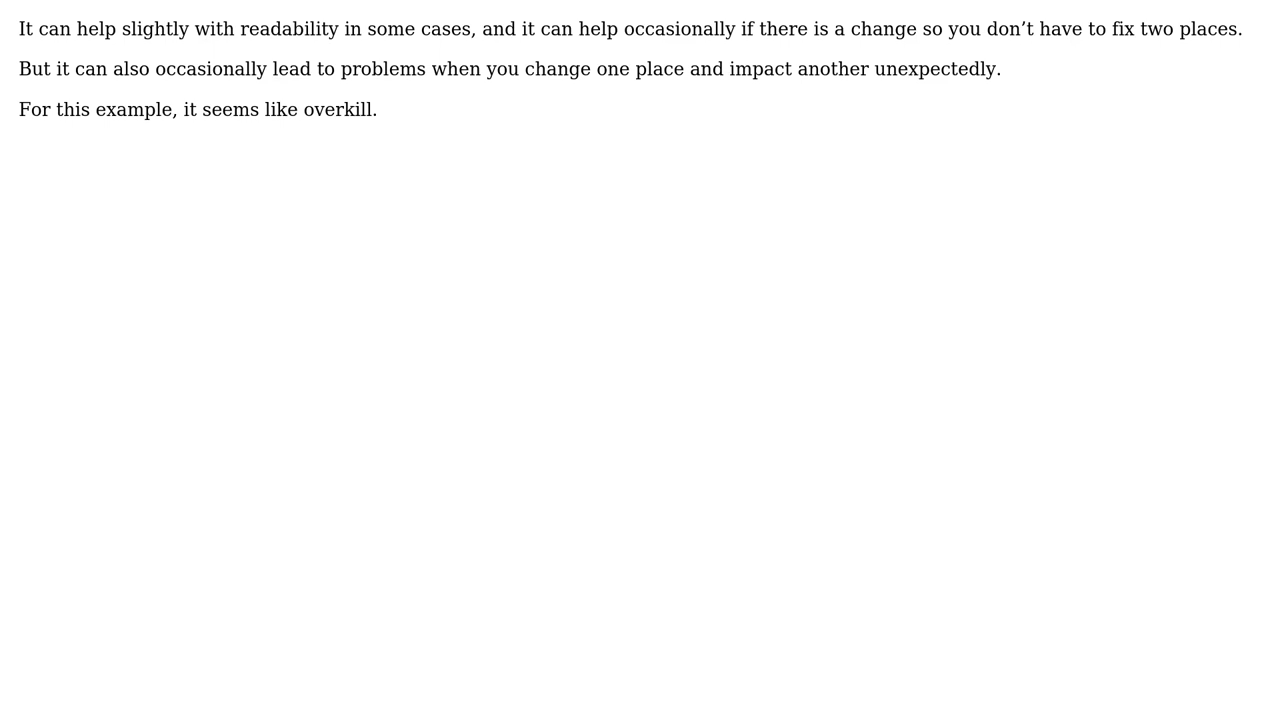 It can help slightly with readability in some cases, and it can help occasionally if there is a change so you don’t have to fix two places.
But it can also occasionally lead to problems when you change one place and impact another unexpectedly.
For this example, it seems like overkill.